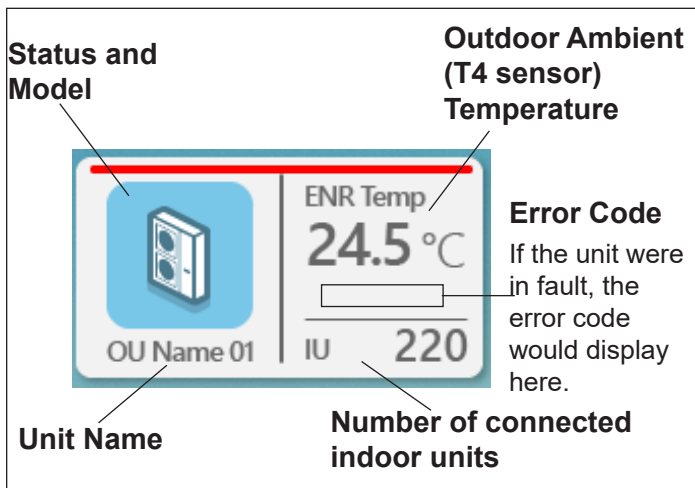 Status and
Model
Outdoor Ambient
(T4 sensor)
Temperature
ENR Temp
24.5 °C
OU Name 01
IU 220
Error Code
If the unit were
in fault, the
error code
would display
here.
Unit Name
Number of connected
indoor units